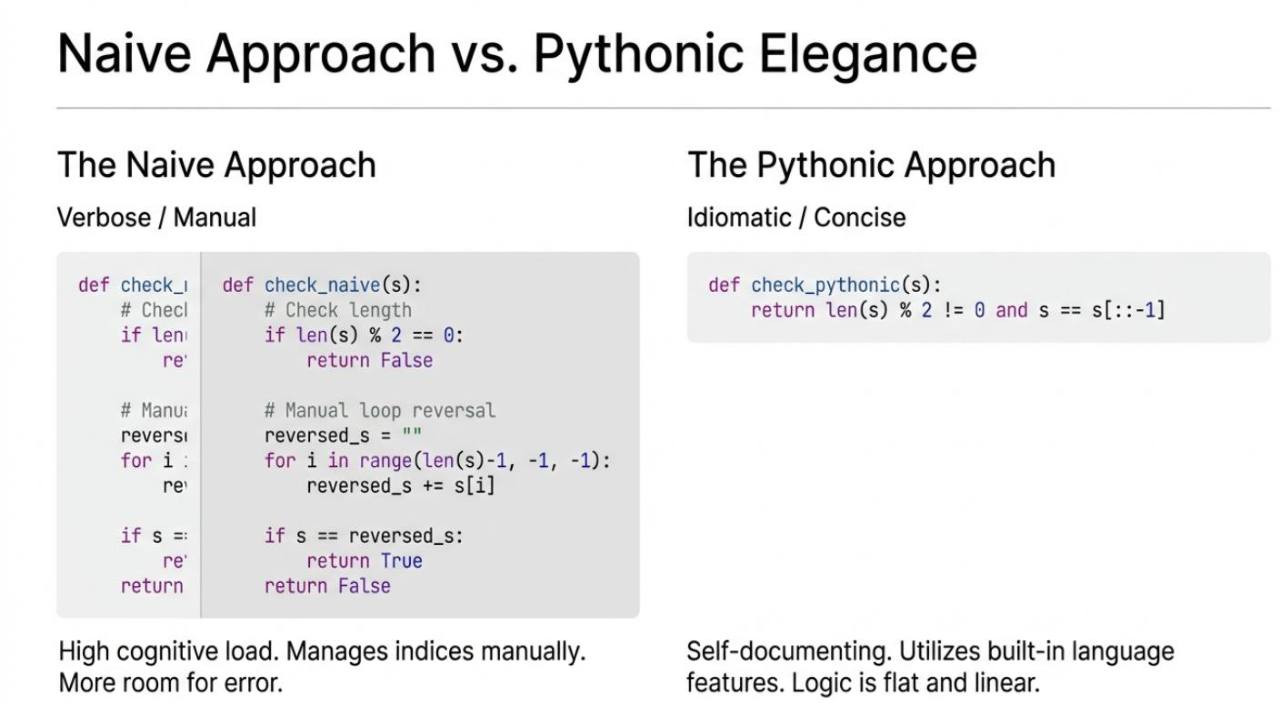 Naive Approach vs. Pythonic Elegance
The Naive Approach
Verbose / Manual
def check_naive(s):
    # Check length
    if len(s) % 2 == 0:
        return False
    # Manual loop reversal
    reversed_s = ""
    for i in range(len(s)-1, -1, -1):
        reversed_s += s[i]
    if s == reversed_s:
        return True
    return False
High cognitive load. Manages indices manually.
More room for error.
The Pythonic Approach
Idiomatic / Concise
def check_pythonic(s):
    return len(s) % 2 != 0 and s == s[::-1]
Self-documenting. Utilizes built-in language
features. Logic is flat and linear.